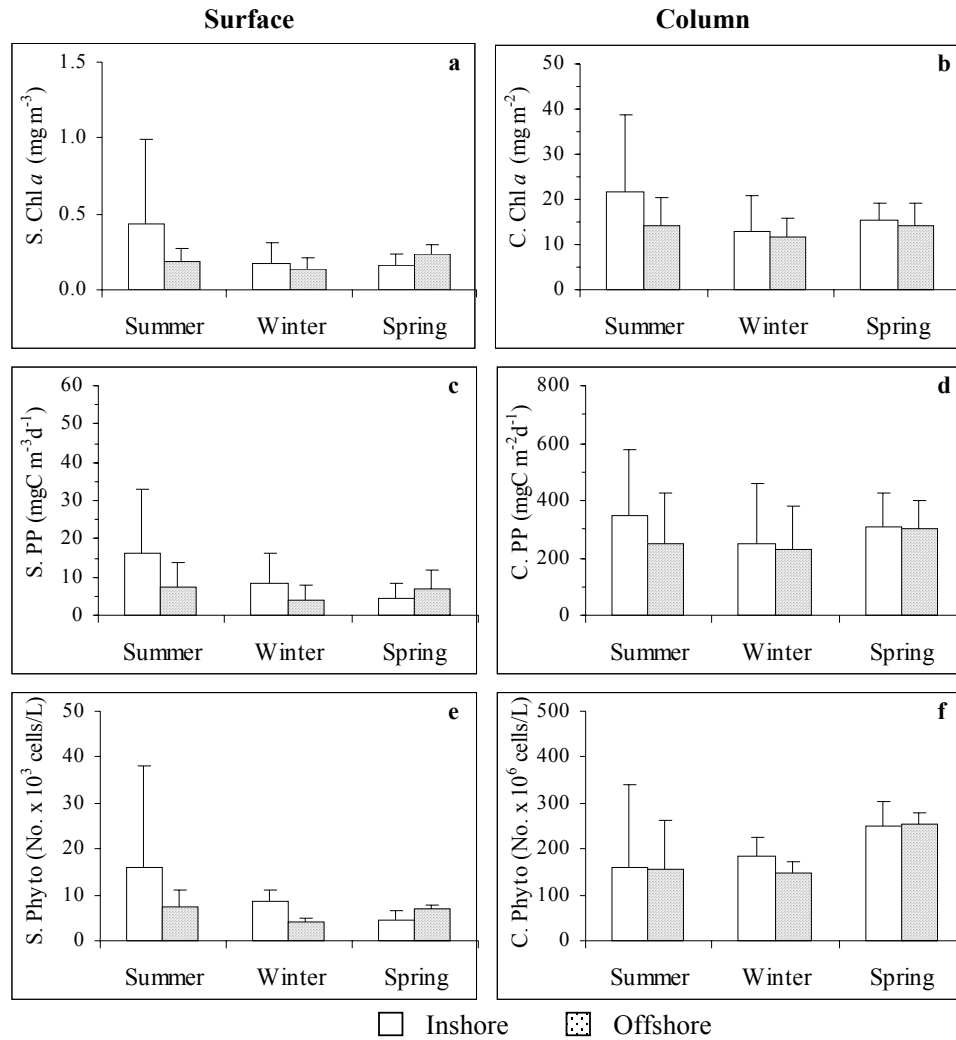 Surface
Column
a
S. Chl a (mg m⁻³)
1.5
1.0
0.5
0.0
Summer Winter Spring
b
C. Chl a (mg m⁻²)
50
40
30
20
10
0
Summer Winter Spring
c
S. PP (mgC m⁻³d⁻¹)
60
50
40
30
20
10
0
Summer Winter Spring
d
C. PP (mgC m⁻²d⁻¹)
800
600
400
200
0
Summer Winter Spring
e
S. Phyto (No. x 10³ cells/L)
50
40
30
20
10
0
Summer Winter Spring
f
C. Phyto (No. x 10⁶ cells/L)
500
400
300
200
100
0
Summer Winter Spring
Inshore Offshore